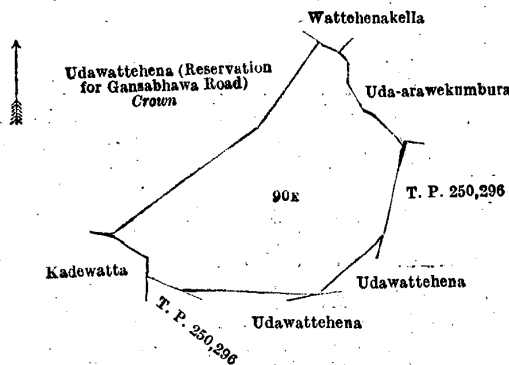 Wattehenakella
Udawattehena (Reservation
for Gansabhawa Road)
Crown
Uda-arawekumbura
90E
T. P. 250,296
Kadewatta
Udawattehena
T. P. 250,296
Udawattehena